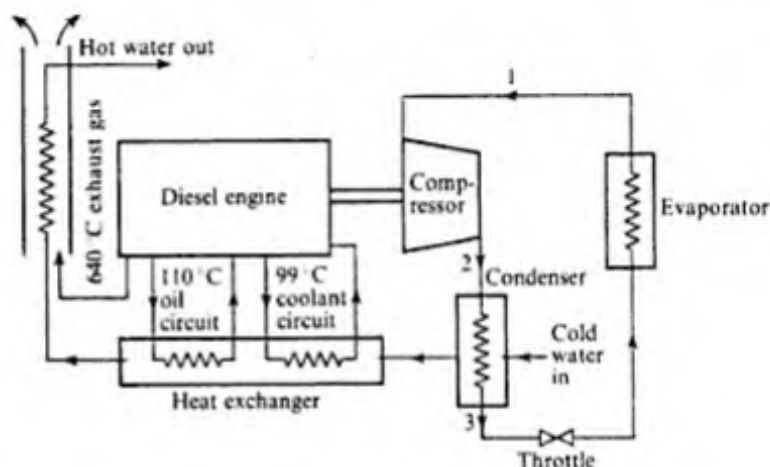 Hot water out
640 °C exhaust gas
Diesel engine
Comp-
ressor
1
Evaporator
2
Condenser
110 °C
oil
circuit
99 °C
coolant
circuit
Cold
water
in
Heat exchanger
3
Throttle